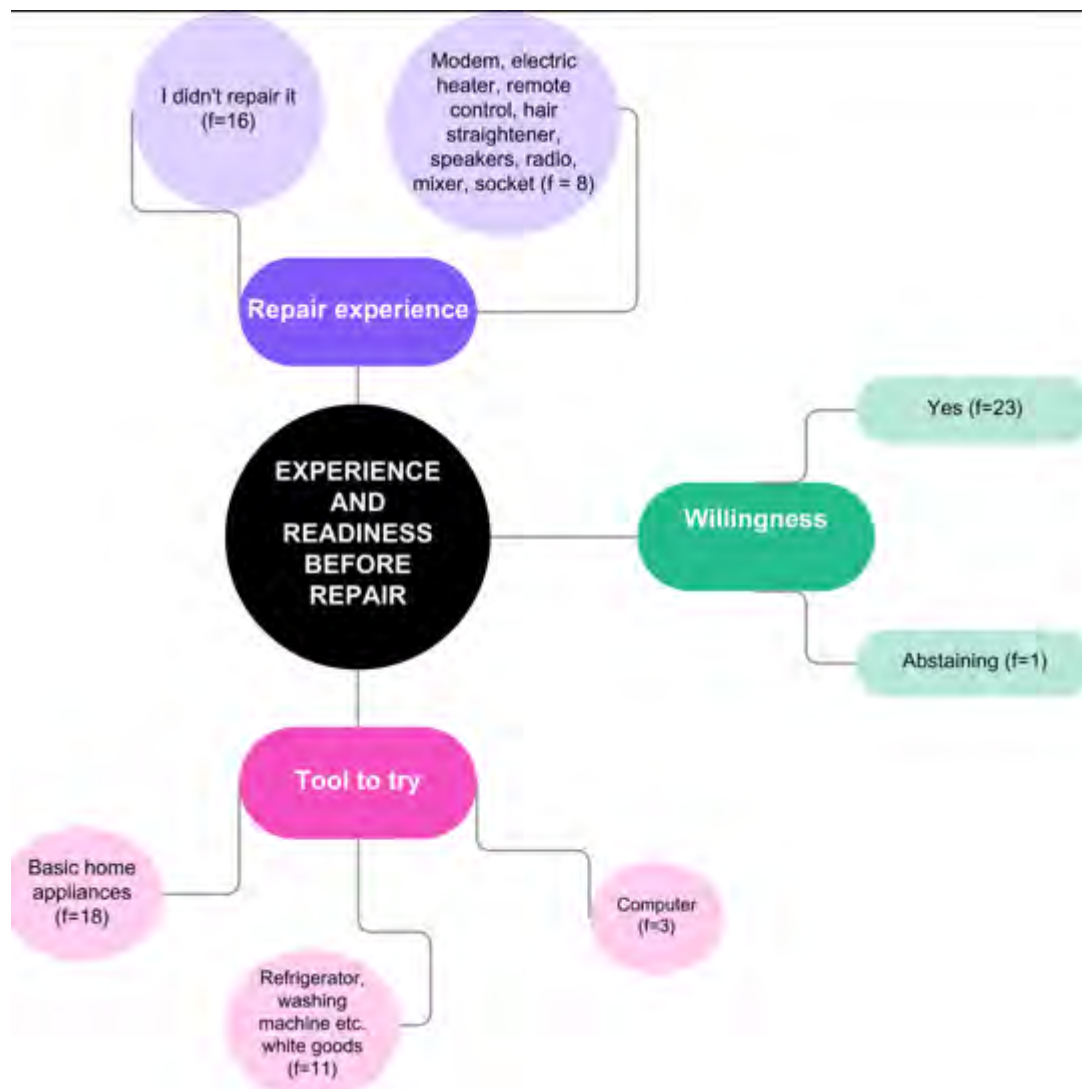 I didn't repair it
(f=16)
Modem, electric
heater, remote
control, hair
straightener,
speakers, radio,
mixer, socket (f = 8)
Repair experience
EXPERIENCE
AND
READINESS
BEFORE
REPAIR
Yes (f=23)
Willingness
Abstaining (f=1)
Tool to try
Basic home
appliances
(f=18)
Computer
(f=3)
Refrigerator,
washing
machine etc.
white goods
(f=11)